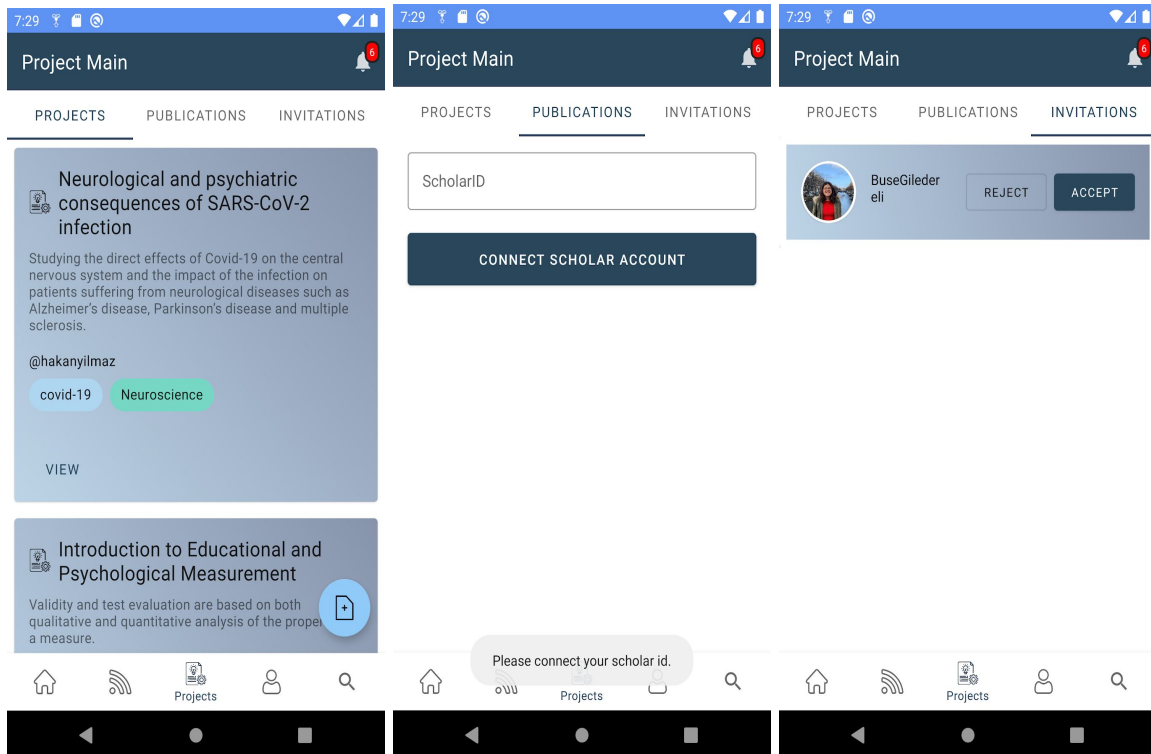 7:29
Project Main
6
PROJECTS PUBLICATIONS INVITATIONS
Neurological and psychiatric
consequences of SARS-CoV-2
infection
Studying the direct effects of Covid-19 on the central
nervous system and the impact of the infection on
patients suffering from neurological diseases such as
Alzheimer's disease, Parkinson's disease and multiple
sclerosis.
@hakanyilmaz
covid-19 Neuroscience
VIEW
Introduction to Educational and
Psychological Measurement
Validity and test evaluation are based on both
qualitative and quantitative analysis of the
a measure.
Projects
7:29
Project Main
6
PROJECTS PUBLICATIONS INVITATIONS
ScholarID
CONNECT SCHOLAR ACCOUNT
Please connect your scholar id.
Projects
7:29
Project Main
6
PROJECTS PUBLICATIONS INVITATIONS
BuseGileder
eli
REJECT ACCEPT
Projects